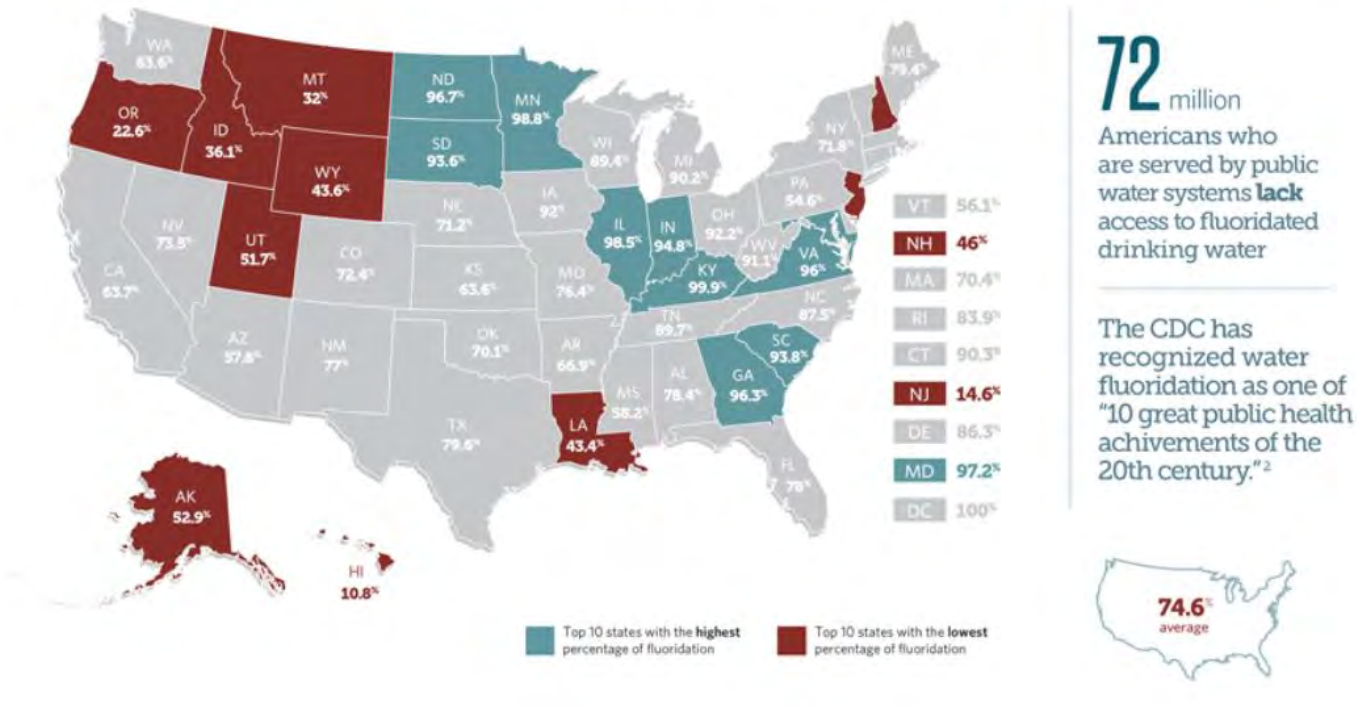 WA
63.6%
OR
22.6%
ID
36.1%
MT
32%
WY
43.6%
ND
96.7%
SD
93.6%
MN
98.8%
WI
89.4%
MI
90.2%
ME
79.4%
NY
71.8%
PA
54.6%
CA
63.7%
NV
73.5%
UT
51.7%
CO
72.4%
NE
71.2%
KS
63.6%
IA
92%
MO
76.4%
IL
98.5%
IN
94.8%
OH
92.2%
WV
91.1%
KY
99.9%
VA
96%
NC
87.5%
TN
89.7%
SC
93.8%
GA
96.3%
AZ
57.8%
NM
77%
OK
70.1%
AR
66.9%
MS
58.2%
AL
78.4%
TX
79.6%
LA
43.4%
FL
78%
AK
52.9%
HI
10.8%
VT 56.1%
NH 46%
MA 70.4%
RI 83.9%
CT 90.3%
NJ 14.6%
DE 86.3%
MD 97.2%
DC 100%
Top 10 states with the highest
percentage of fluoridation
Top 10 states with the lowest
percentage of fluoridation
72 million
Americans who
are served by public
water systems lack
access to fluoridated
drinking water
The CDC has
recognized water
fluoridation as one of
"10 great public health
achivements of the
20th century."2
74.6%
average